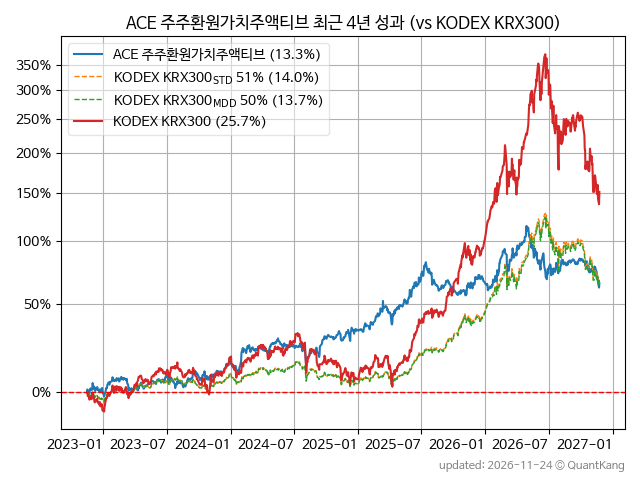 ACE 주주환원가치주액티브 최근 4년 성과 (vs KODEX KRX300)
ACE 주주환원가치주액티브 (13.3%)
KODEX KRX300STD 51% (14.0%)
KODEX KRX300MDD 50% (13.7%)
KODEX KRX300 (25.7%)
350%
300%
250%
200%
150%
100%
50%
0%
2023-01 2023-07 2024-01 2024-07 2025-01 2025-07 2026-01 2026-07 2027-01
updated: 2026-11-24 © QuantKang